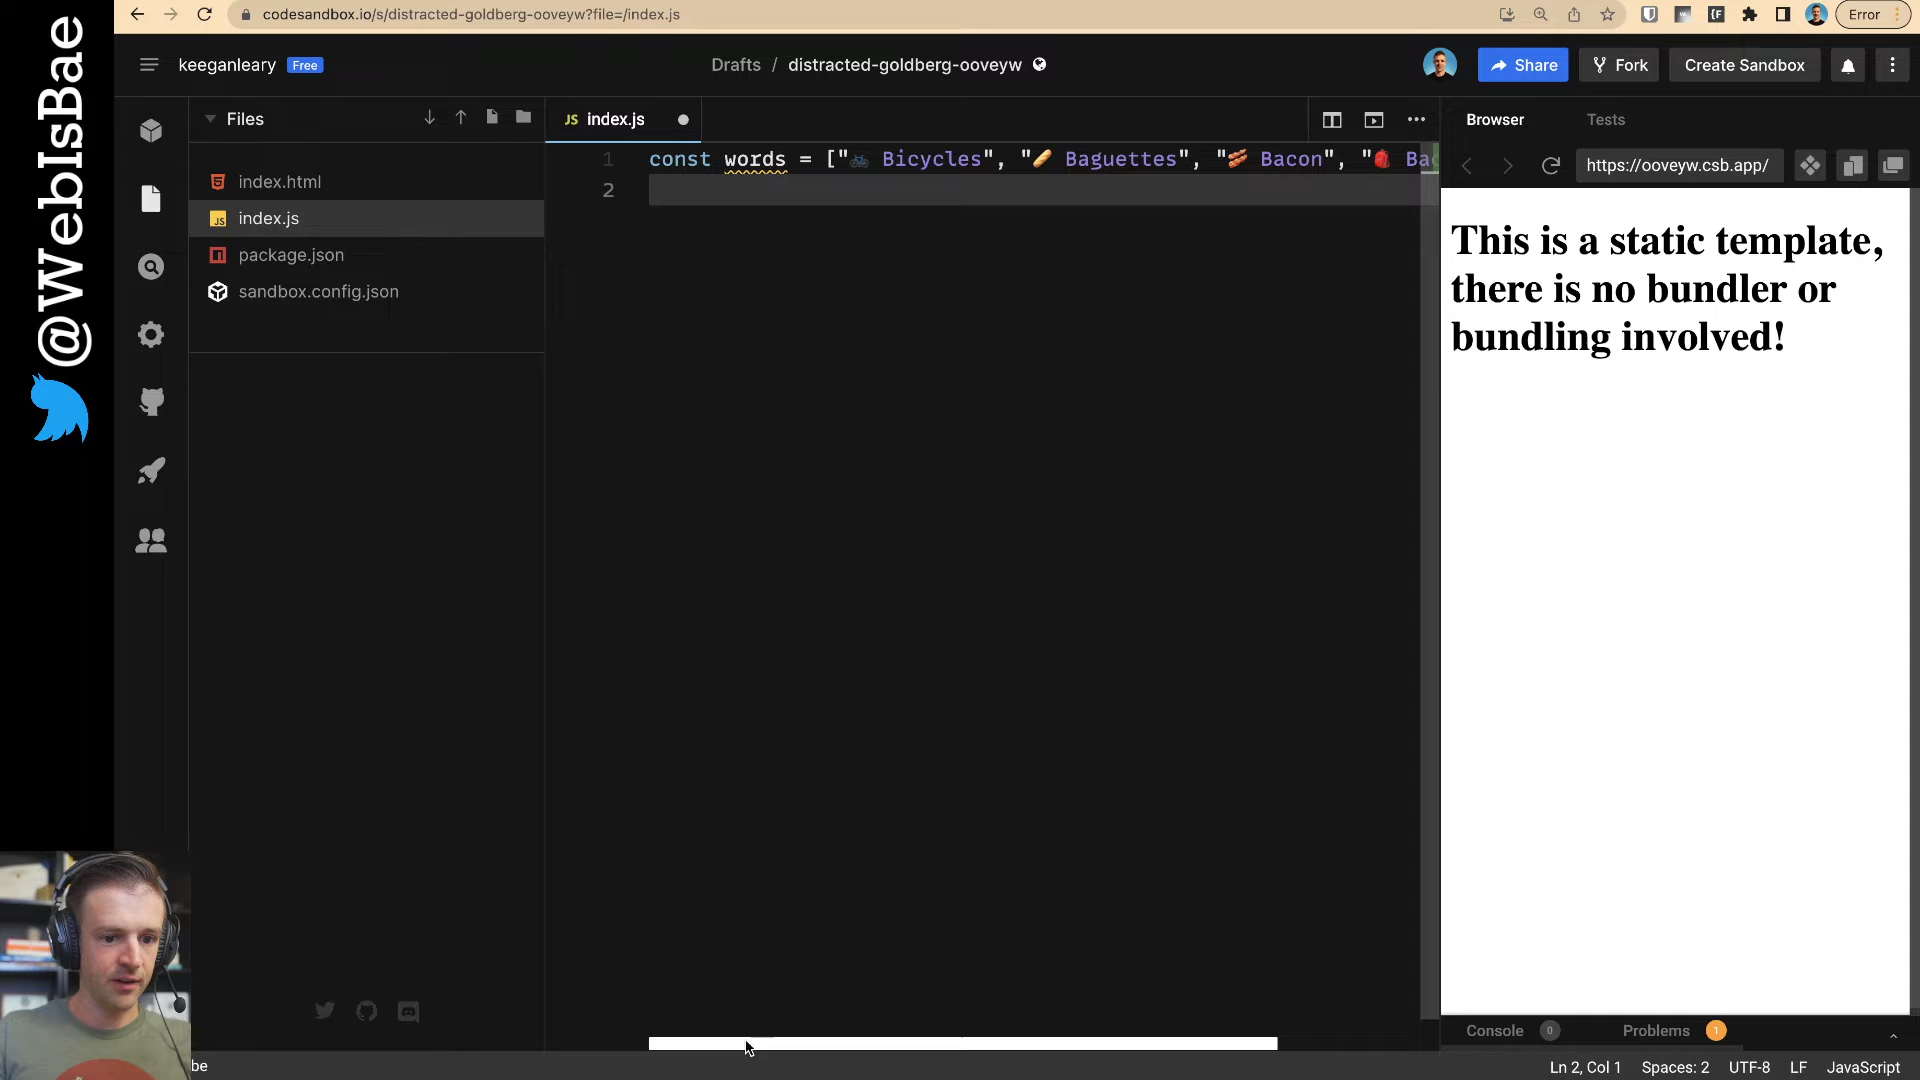 codesandbox.io/s/distracted-goldberg-ooveyw?file=/index.js
Error
@WebIsBae
keeganleary Free
Drafts / distracted-goldberg-ooveyw
Share
Fork
Create Sandbox
Files
index.html
index.js
package.json
sandbox.config.json
JS index.js
1 const words = ["🚲 Bicycles", "🥖 Baguettes", "🥓 Bacon", "🎒 Bac
2
Browser Tests
https://ooveyw.csb.app/
This is a static template,
there is no bundler or
bundling involved!
Console 0 Problems 1
be
Ln 2, Col 1 Spaces: 2 UTF-8 LF JavaScript